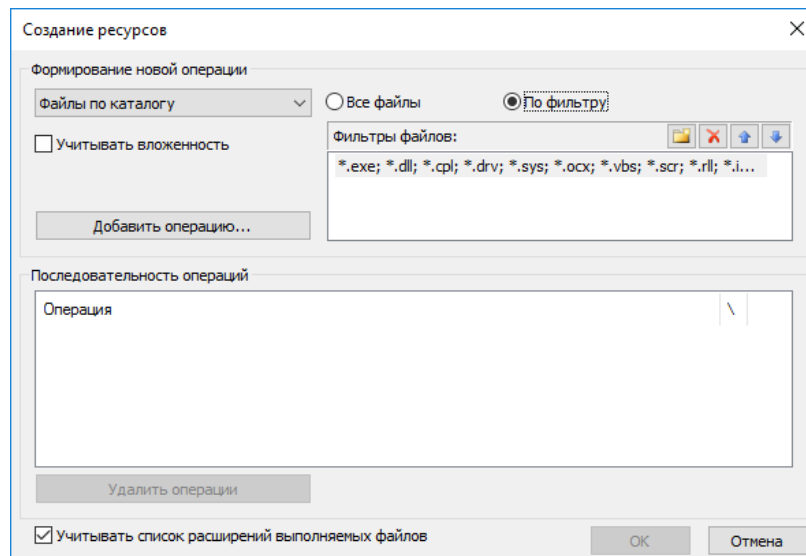 Создание ресурсов
Формирование новой операции
Файлы по каталогу
Все файлы
По фильтру
Учитывать вложенность
Фильтры файлов:
*.exe; *.dll; *.cpl; *.drv; *.sys; *.ocx; *.vbs; *.scr; *.rll; *.i...
Добавить операцию...
Последовательность операций
Операция \
Удалить операции
Учитывать список расширений выполняемых файлов
OK Отмена